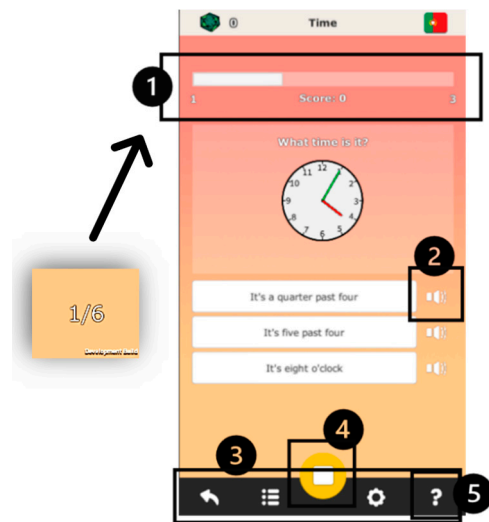 0 Time
1
1 Score: 0 3
What time is it?
12
11 1
10 2
9 3
8 4
7 6 5
2
1/6
Development Build
It's a quarter past four
It's five past four
It's eight o'clock
4
3
? 5